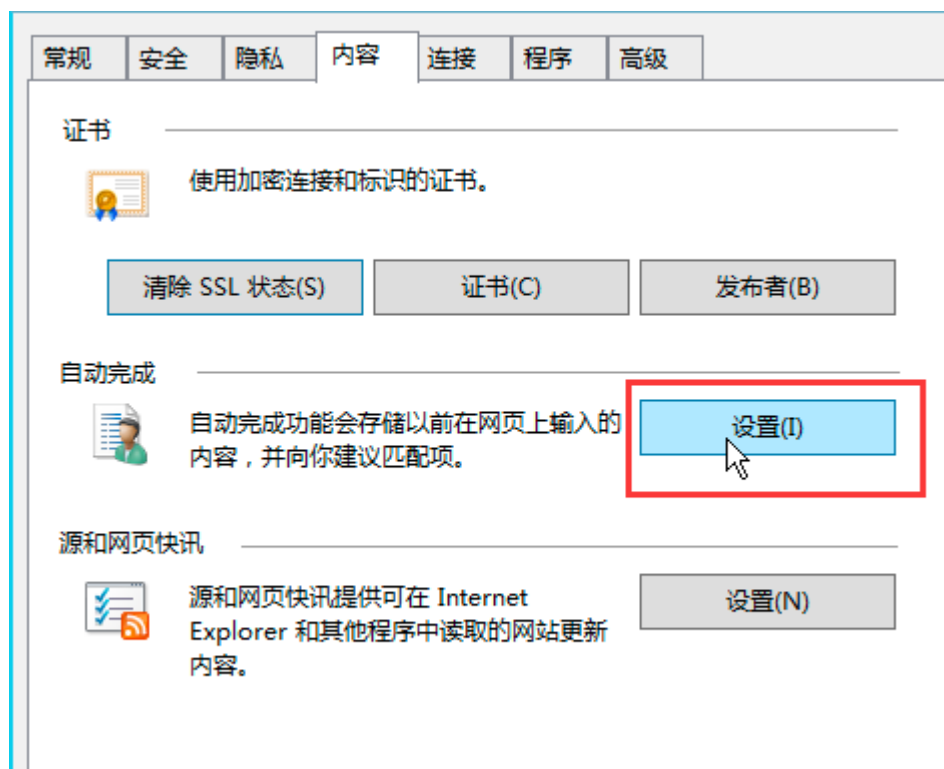 常规 安全 隐私 内容 连接 程序 高级
证书
使用加密连接和标识的证书。
清除 SSL 状态(S) 证书(C) 发布者(B)
自动完成
自动完成功能会存储以前在网页上输入的
内容，并向你建议匹配项。
设置(I)
源和网页快讯
源和网页快讯提供可在 Internet
Explorer 和其他程序中读取的网站更新
内容。
设置(N)